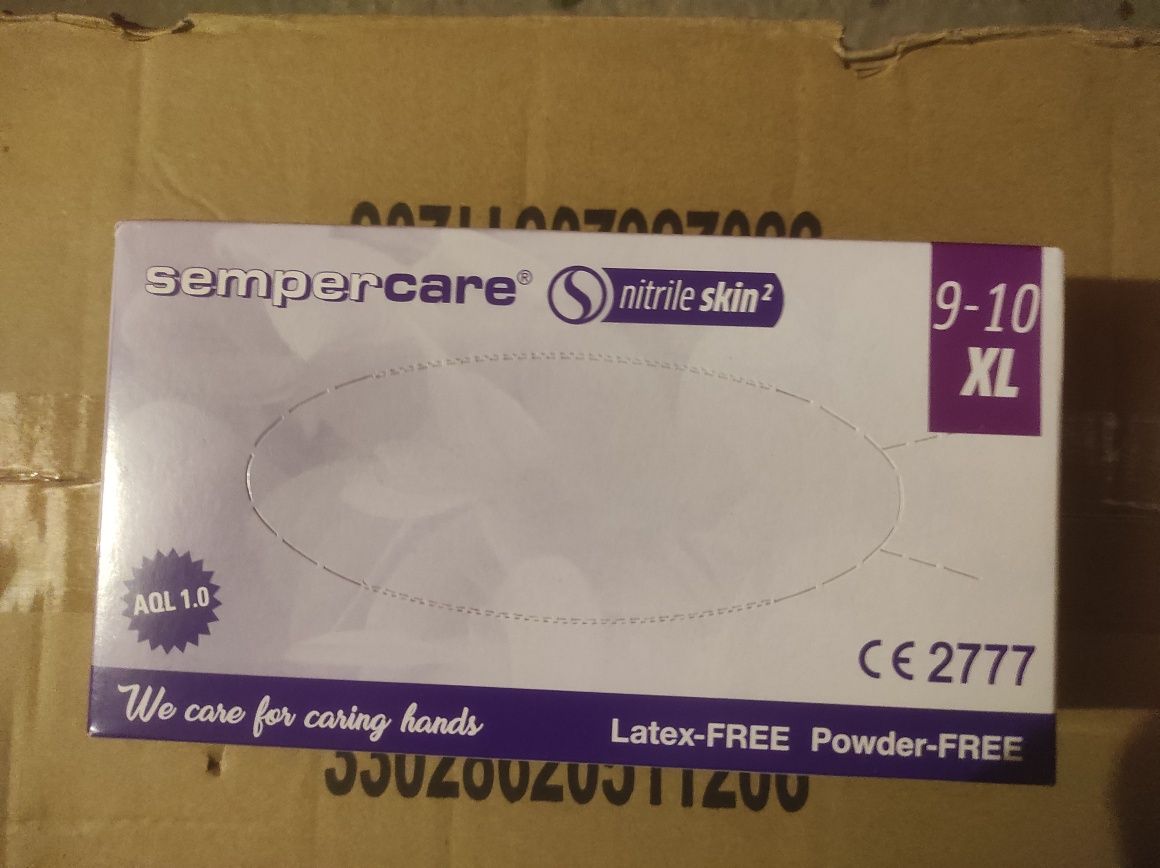 sempercare® nitrile skin²
9-10
XL
AQL 1.0
CE 2777
We care for caring hands
Latex-FREE Powder-FREE